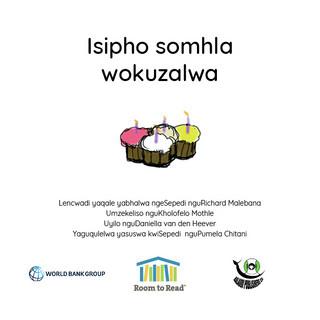 Isipho somhla
wokuzalwa
Lencwadi yaqale yabhalwa ngeSepedi nguRichard Malebana
Umzekeliso nguKholofelo Mothle
Uyilo nguDaniella van den Heever
Yaguqulelwa yasuswa kwiSepedi nguPumela Chitani
WORLD BANK GROUP
Room to Read